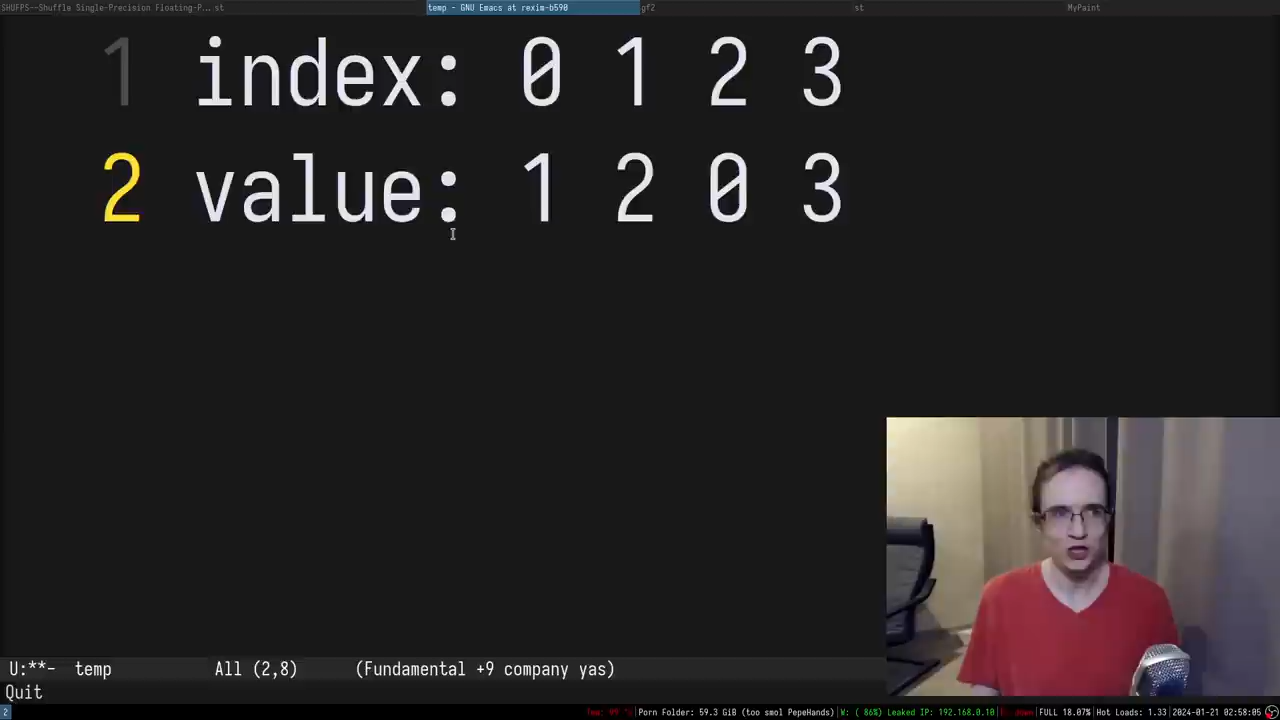 SHUFPS--Shuffle Single-Precision Floating-P... st temp - GNU Emacs at rexim-b590 gf2 st MyPaint
1 index: 0 1 2 3
2 value: 1 2 0 3
U:**- temp All (2,8) (Fundamental +9 company yas)
Quit
2 Porn Folder: 59.3 GiB (too smol PepeHands) W: ( 86%) Leaked IP: 192.168.0.10 FULL 18.07% Hot Loads: 1.33 2024-01-21 02:58:05